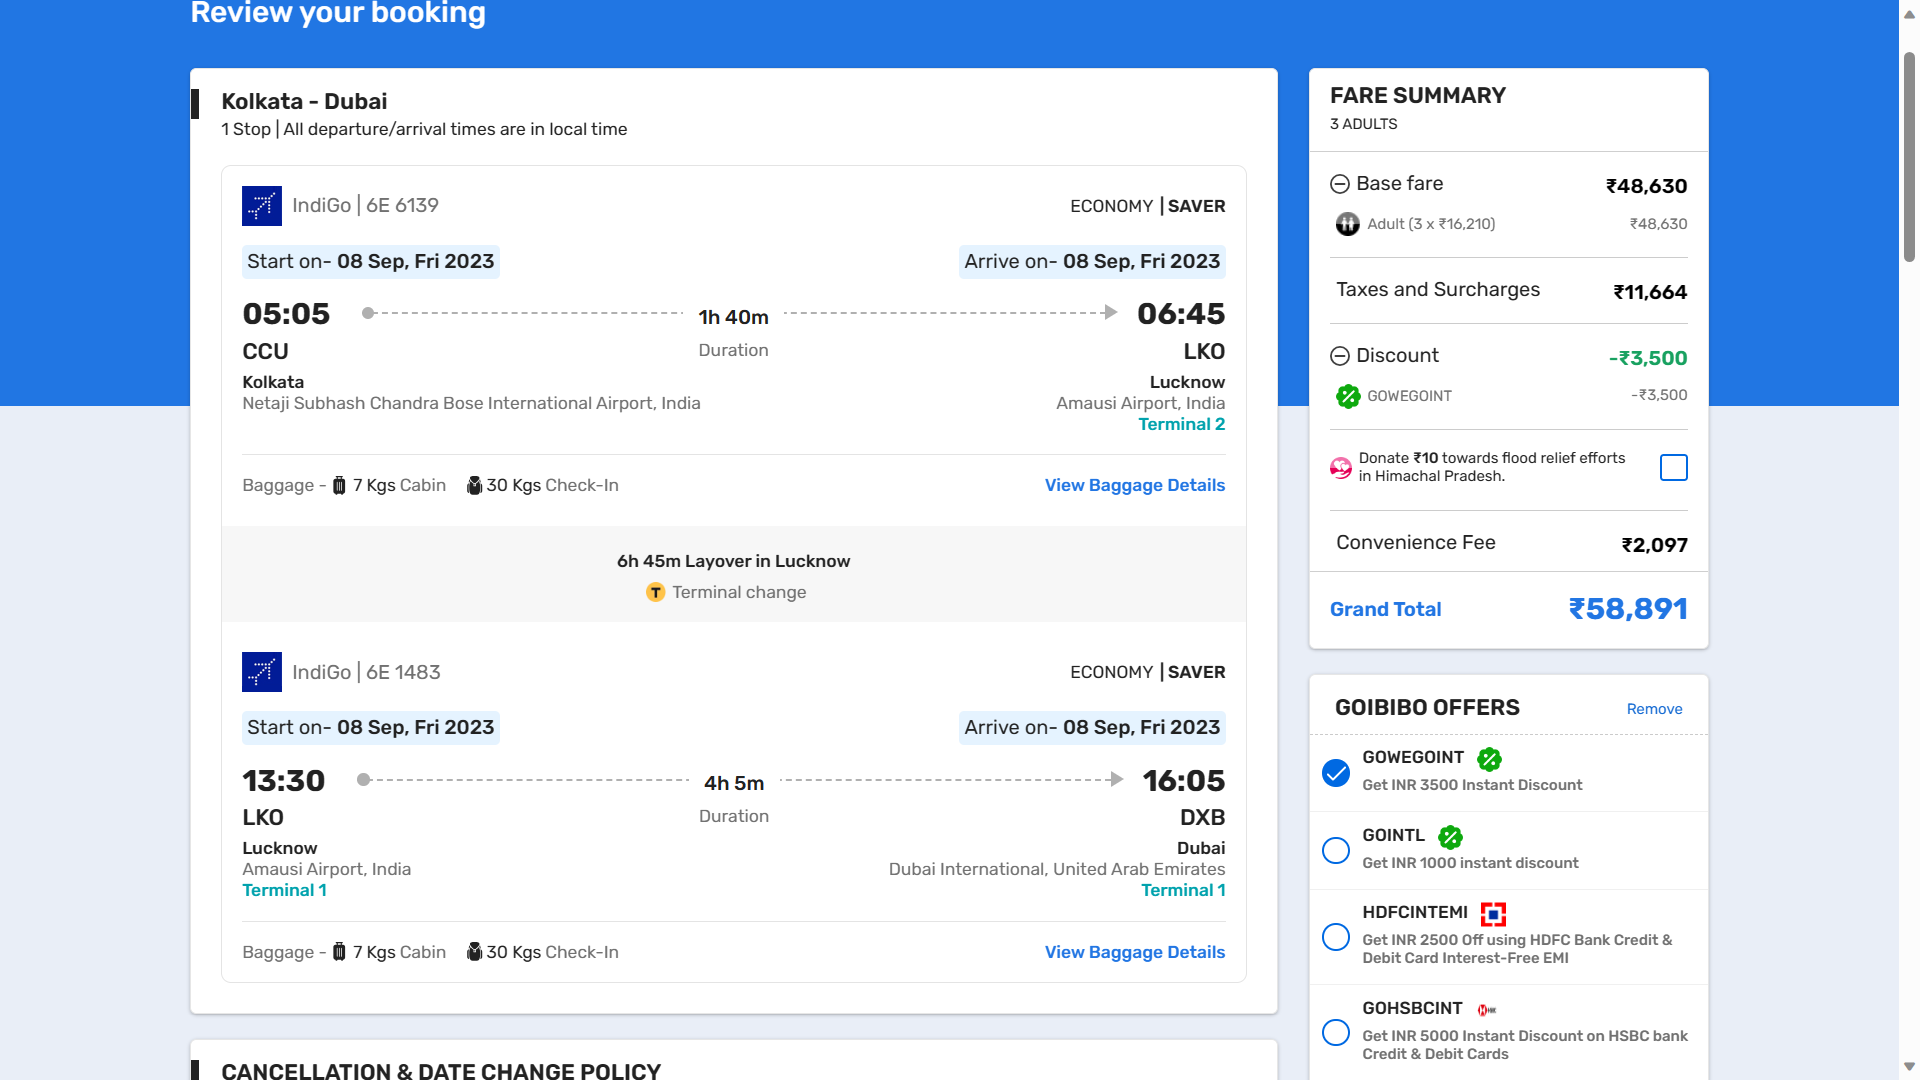 Review your booking
Kolkata - Dubai
1 Stop | All departure/arrival times are in local time
IndiGo | 6E 6139
ECONOMY | SAVER
Start on- 08 Sep, Fri 2023
Arrive on- 08 Sep, Fri 2023
05:05
1h 40m
06:45
CCU
Duration
LKO
Kolkata
Lucknow
Netaji Subhash Chandra Bose International Airport, India
Amausi Airport, India
Terminal 2
Baggage - 7 Kgs Cabin 30 Kgs Check-In
View Baggage Details
6h 45m Layover in Lucknow
T Terminal change
IndiGo | 6E 1483
ECONOMY | SAVER
Start on- 08 Sep, Fri 2023
Arrive on- 08 Sep, Fri 2023
13:30
4h 5m
16:05
LKO
Duration
DXB
Lucknow
Dubai
Amausi Airport, India
Dubai International, United Arab Emirates
Terminal 1
Terminal 1
Baggage - 7 Kgs Cabin 30 Kgs Check-In
View Baggage Details
CANCELLATION & DATE CHANGE POLICY
FARE SUMMARY
3 ADULTS
Base fare ₹48,630
Adult (3 x ₹16,210) ₹48,630
Taxes and Surcharges ₹11,664
Discount -₹3,500
GOWEGOINT -₹3,500
Donate ₹10 towards flood relief efforts
in Himachal Pradesh.
Convenience Fee ₹2,097
Grand Total ₹58,891
GOIBIBO OFFERS
Remove
GOWEGOINT
Get INR 3500 Instant Discount
GOINTL
Get INR 1000 instant discount
HDFCINTEMI
Get INR 2500 Off using HDFC Bank Credit &
Debit Card Interest-Free EMI
GOHSBCINT
Get INR 5000 Instant Discount on HSBC bank
Credit & Debit Cards